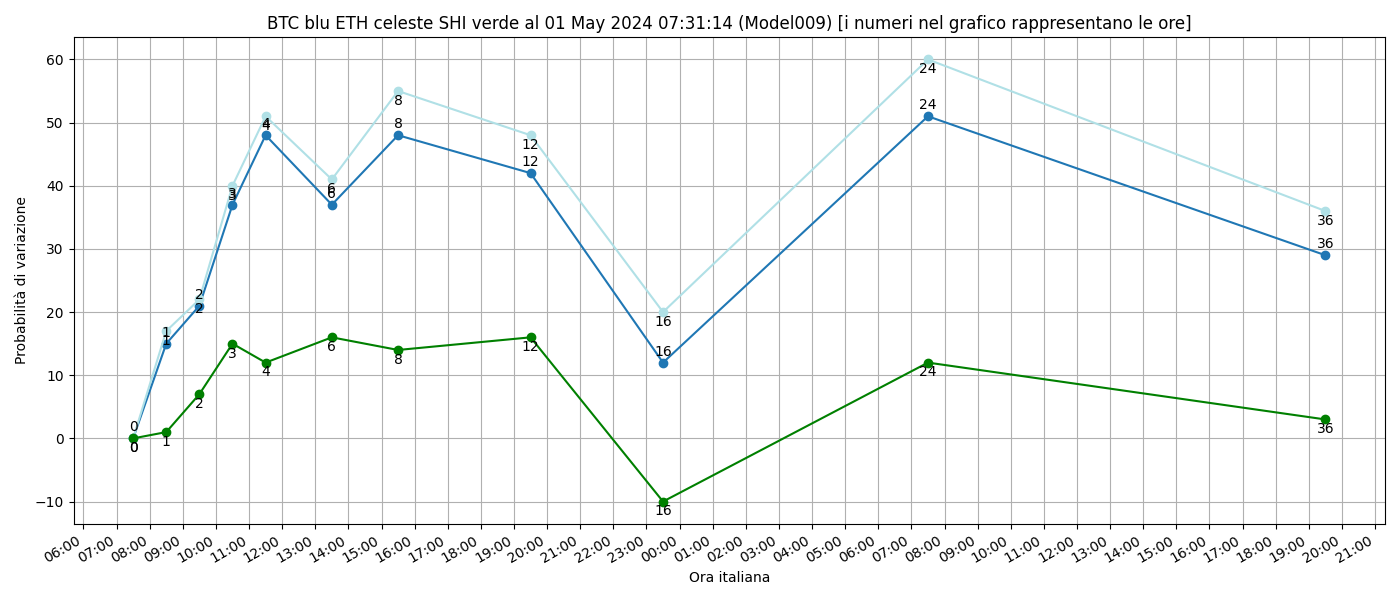 BTC blu ETH celeste SHI verde al 01 May 2024 07:31:14 (Model009) [i numeri nel grafico rappresentano le ore]
Probabilità di variazione
60
50
40
30
20
10
0
−10
0 1 2 3 4 6 8 12 16 24 36
0 1 2 3 4 6 8 12 16 24 36
0 1 2 3 4 6 8 12 16 24 36
06:00 07:00 08:00 09:00 10:00 11:00 12:00 13:00 14:00 15:00 16:00 17:00 18:00 19:00 20:00 21:00 22:00 23:00 00:00 01:00 02:00 03:00 04:00 05:00 06:00 07:00 08:00 09:00 10:00 11:00 12:00 13:00 14:00 15:00 16:00 17:00 18:00 19:00 20:00 21:00
Ora italiana